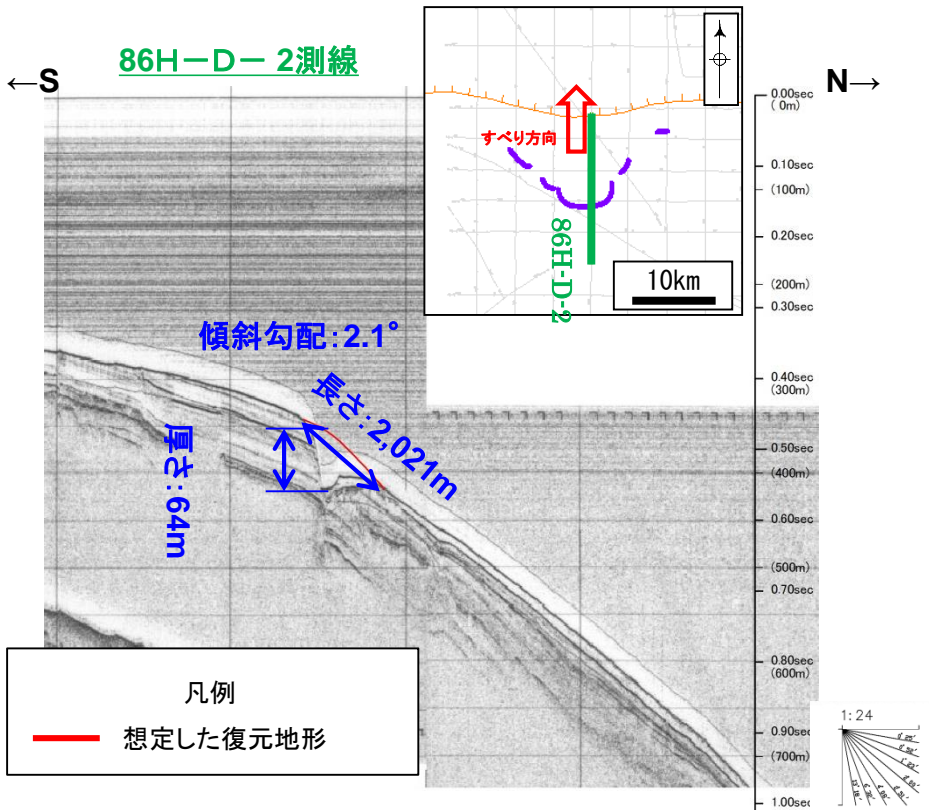 86H－D－ 2測線
←S
N→
すべり方向
86H-D-2
10km
0.00sec
( 0m)
0.10sec
(100m)
0.20sec
(200m)
0.30sec
0.40sec
(300m)
0.50sec
(400m)
0.60sec
(500m)
0.70sec
0.80sec
(600m)
0.90sec
(700m)
1.00sec
傾斜勾配:2.1°
長さ:2,021m
厚さ:64m
凡例
想定した復元地形
1:24